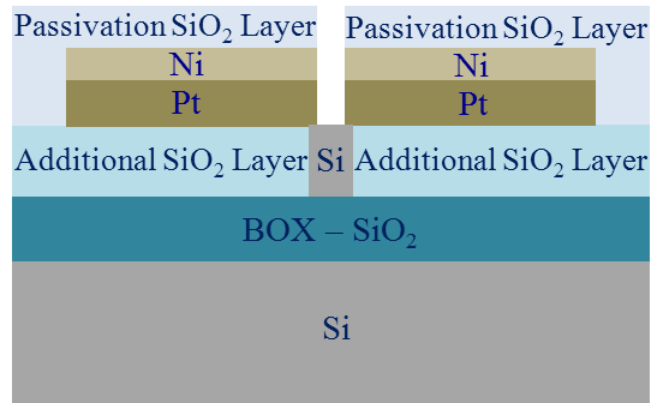 Passivation SiO₂ Layer Passivation SiO₂ Layer
Ni Ni
Pt Pt
Additional SiO₂ Layer Si Additional SiO₂ Layer
BOX – SiO₂
Si